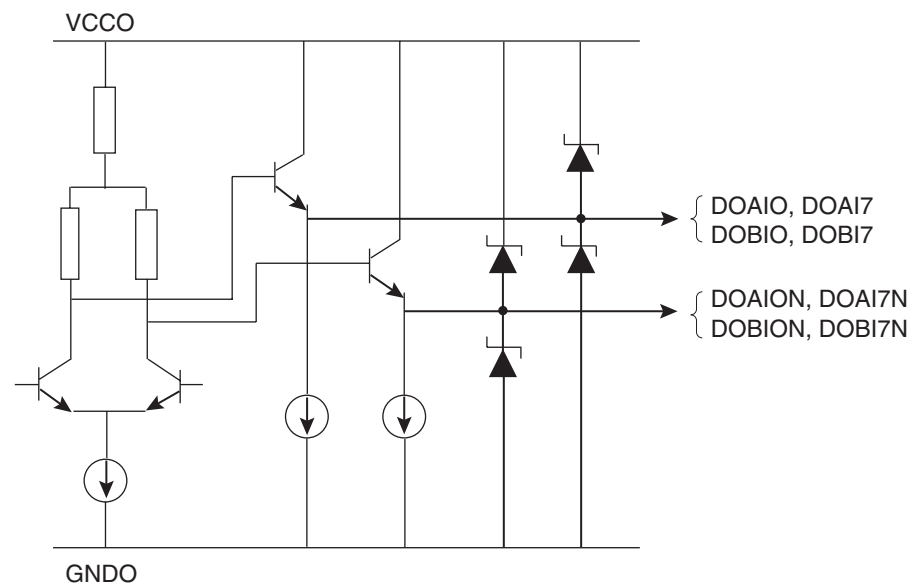 VCCO
DOAIO, DOAI7
DOBIO, DOBI7
DOAION, DOAI7N
DOBION, DOBI7N
GNDO